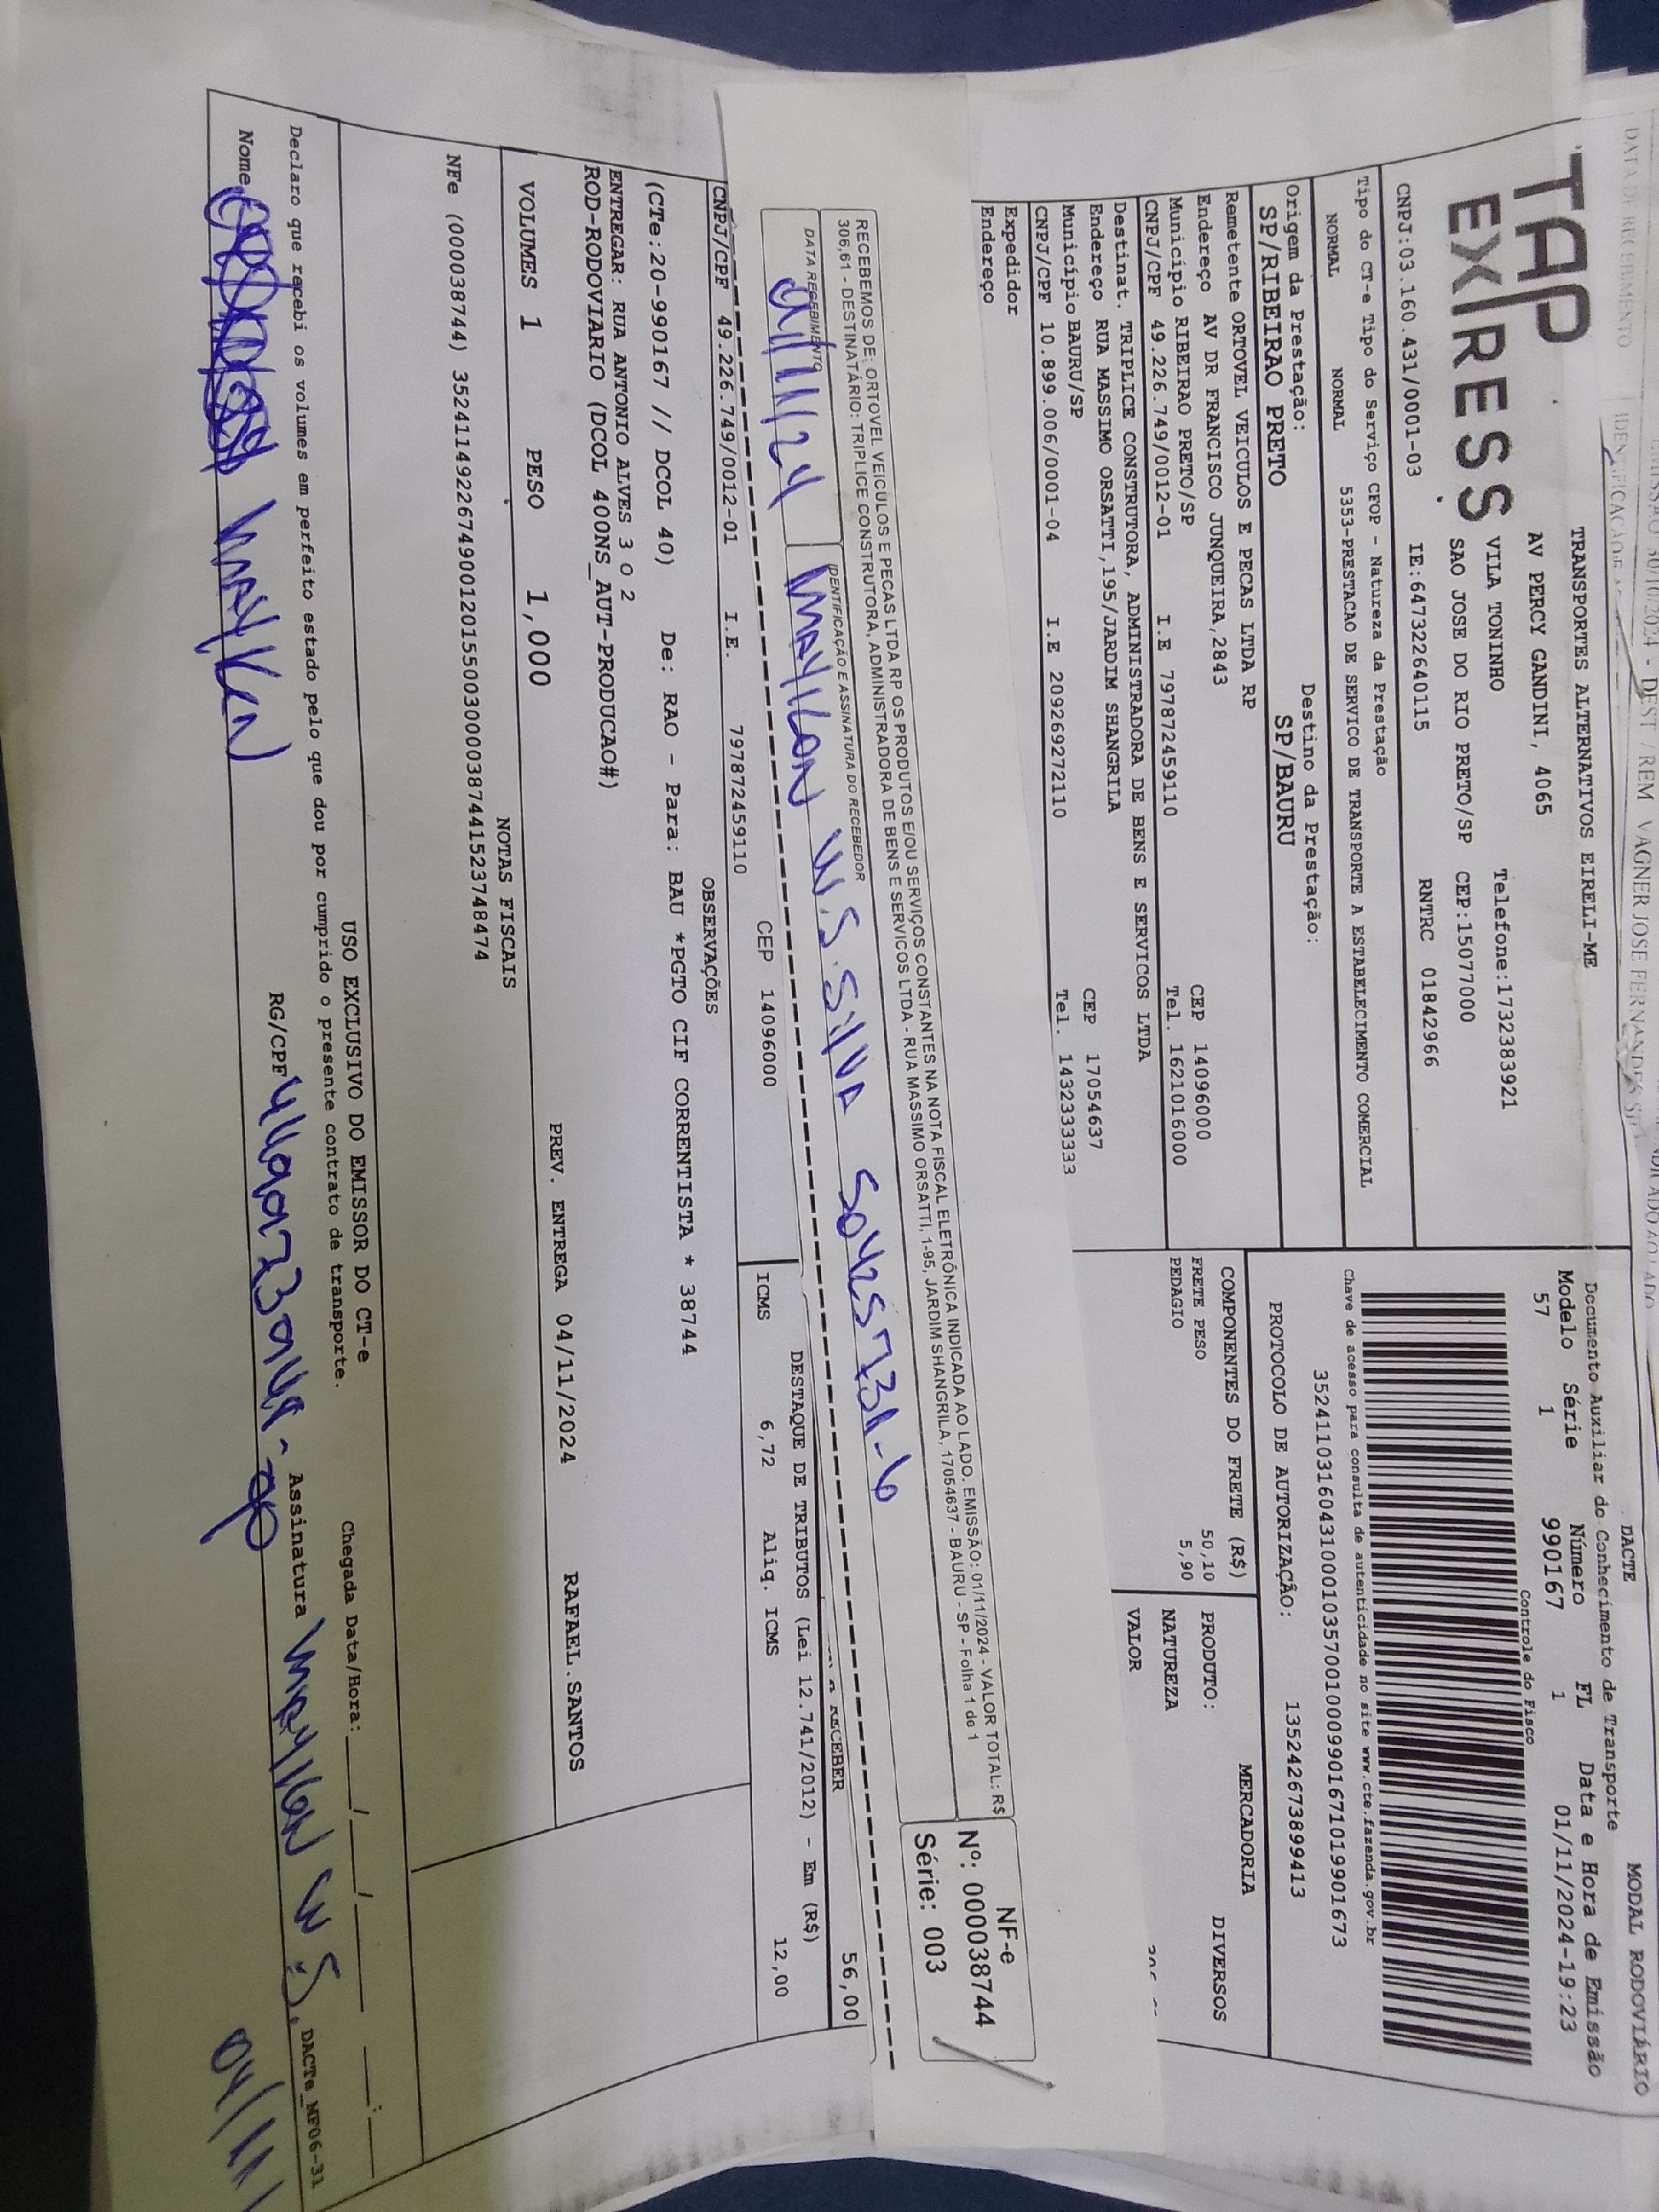 TAP
EXPRESS
TRANSPORTES ALTERNATIVOS EIRELI-ME
AV PERCY GANDINI, 4065
VILA TONINHO Telefone:1732383921
SAO JOSE DO RIO PRETO/SP CEP:15077000
CNPJ:03.160.431/0001-03 IE:647322640115 RNTRC 01842966
DACTE MODAL RODOVIÁRIO
Documento Auxiliar do Conhecimento de Transporte
Modelo Série Número FL Data e Hora de Emissão
57 1 990167 1 01/11/2024-19:23
Controle do Fisco
Chave de acesso para consulta de autenticidade no site www.cte.fazenda.gov.br
35241103160431000103570010009901671019901673
PROTOCOLO DE AUTORIZAÇÃO: 135242673899413
Tipo do CT-e Tipo do Serviço CFOP - Natureza da Prestação
NORMAL NORMAL 5353-PRESTACAO DE SERVICO DE TRANSPORTE A ESTABELECIMENTO COMERCIAL
Origem da Prestação: Destino da Prestação:
SP/RIBEIRAO PRETO SP/BAURU
Remetente ORTOVEL VEICULOS E PECAS LTDA RP
Endereço AV DR FRANCISCO JUNQUEIRA,2843 CEP 14096000
Município RIBEIRAO PRETO/SP Tel. 1621016000
CNPJ/CPF 49.226.749/0012-01 I.E 797872459110
Destinat. TRIPLICE CONSTRUTORA, ADMINISTRADORA DE BENS E SERVICOS LTDA
Endereço RUA MASSIMO ORSATTI,195/JARDIM SHANGRILA CEP 17054637
Município BAURU/SP Tel. 1432333333
CNPJ/CPF 10.899.006/0001-04 I.E 209269272110
Expedidor
Endereço
COMPONENTES DO FRETE (R$)
FRETE PESO 50,10
PEDAGIO 5,90
MERCADORIA
PRODUTO: DIVERSOS
NATUREZA
VALOR
RECEBEMOS DE: ORTOVEL VEICULOS E PECAS LTDA RP OS PRODUTOS E/OU SERVIÇOS CONSTANTES NA NOTA FISCAL ELETRÔNICA INDICADA AO LADO. EMISSÃO: 01/11/2024 - VALOR TOTAL: R$
306,61 - DESTINATÁRIO: TRIPLICE CONSTRUTORA, ADMINISTRADORA DE BENS E SERVICOS LTDA - RUA MASSIMO ORSATTI, 1-95, JARDIM SHANGRILA, 17054637 - BAURU - SP - Folha 1 do 1
DATA RECEBIMENTO IDENTIFICAÇÃO E ASSINATURA DO RECEBEDOR
W.S. SILVA
NF-e
Nº: 000038744
Série: 003
RECEBER
56,00
CNPJ/CPF 49.226.749/0012-01 I.E. 797872459110 CEP 14096000
DESTAQUE DE TRIBUTOS (Lei 12.741/2012) - Em (R$)
ICMS 6,72 Aliq. ICMS 12,00
OBSERVAÇÕES
(CTe:20-990167 // DCOL 40) De: RAO - Para: BAU *PGTO CIF CORRENTISTA * 38744
ENTREGAR: RUA ANTONIO ALVES 3 O 2
ROD-RODOVIARIO (DCOL 400NS_AUT-PRODUCAO#)
VOLUMES 1 PESO 1,000 PREV. ENTREGA 04/11/2024 RAFAEL.SANTOS
NOTAS FISCAIS
NFe (000038744) 35241149226749001201550030000387441523748474
USO EXCLUSIVO DO EMISSOR DO CT-e
Declaro que recebi os volumes em perfeito estado pelo que dou por cumprido o presente contrato de transporte. Chegada Data/Hora: ___/___/______ ___:___
Nome RG/CPF Assinatura
DACTe_MF06-31